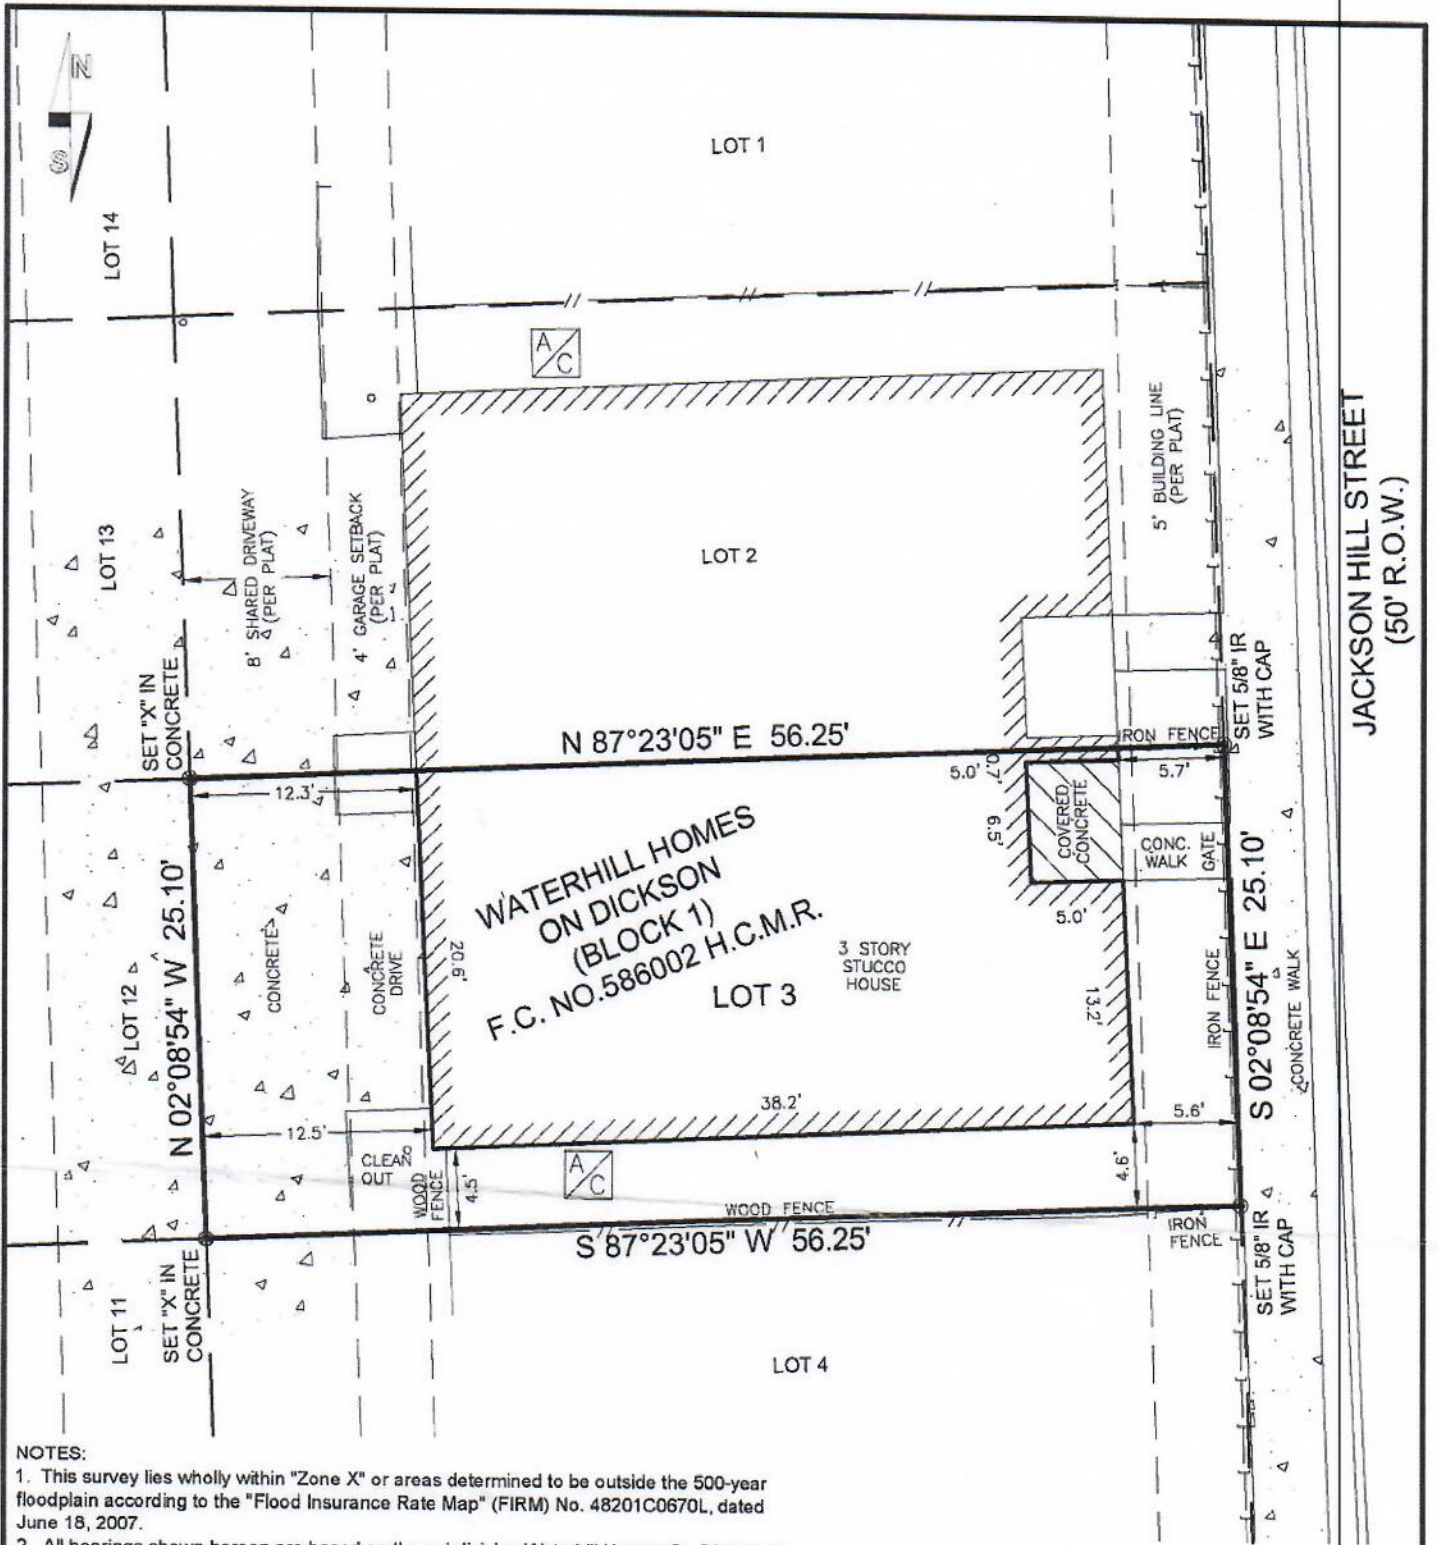 N
S
LOT 1
LOT 14
A/C
5' BUILDING LINE
(PER PLAT)
JACKSON HILL STREET
(50' R.O.W.)
LOT 13
8' SHARED DRIVEWAY
(PER PLAT)
4' GARAGE SETBACK
(PER PLAT)
LOT 2
SET "X" IN
CONCRETE
SET 5/8" IR
WITH CAP
N 87°23'05" E 56.25'
IRON FENCE
12.3'
5.0'
0.7'
5.7'
6.5'
COVERED
CONCRETE
CONC.
WALK
GATE
5.0'
N 02°08'54" W 25.10'
WATERHILL HOMES
ON DICKSON
(BLOCK 1)
F.C. NO.586002 H.C.M.R.
3 STORY
STUCCO
HOUSE
LOT 3
20.6'
CONCRETE
CONCRETE
DRIVE
LOT 12
13.2'
IRON FENCE
S 02°08'54" E 25.10'
CONCRETE WALK
38.2'
5.6'
12.5'
CLEAN
OUT
WOOD
FENCE
4.5'
A/C
4.6'
WOOD FENCE
S 87°23'05" W 56.25'
IRON
FENCE
SET 5/8" IR
WITH CAP
SET "X" IN
CONCRETE
LOT 11
LOT 4
NOTES:
1. This survey lies wholly within "Zone X" or areas determined to be outside the 500-year
floodplain according to the "Flood Insurance Rate Map" (FIRM) No. 48201C0670L, dated
June 18, 2007.